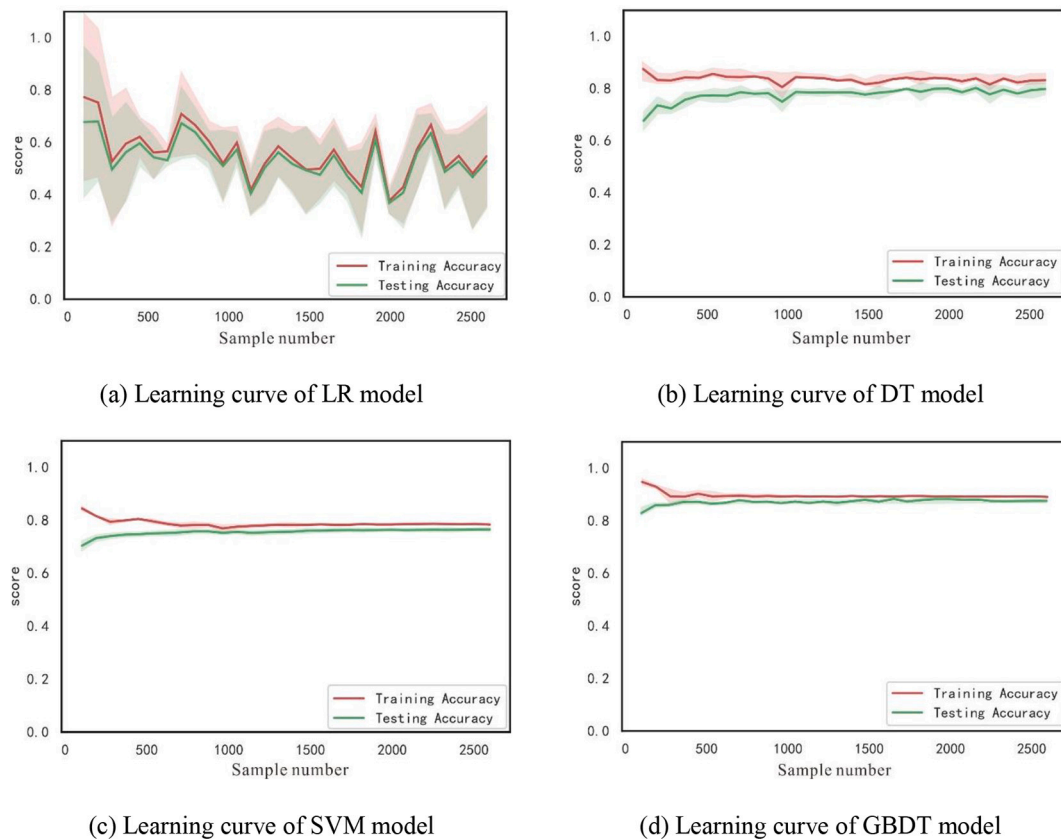 1.0
0.8
0.6
0.4
0.2
0.0
score
Training Accuracy
Testing Accuracy
0 500 1000 1500 2000 2500
Sample number
(a) Learning curve of LR model
1.0
0.8
0.6
0.4
0.2
0.0
score
Training Accuracy
Testing Accuracy
0 500 1000 1500 2000 2500
Sample number
(b) Learning curve of DT model
1.0
0.8
0.6
0.4
0.2
0.0
score
Training Accuracy
Testing Accuracy
0 500 1000 1500 2000 2500
Sample number
(c) Learning curve of SVM model
1.0
0.8
0.6
0.4
0.2
0.0
score
Training Accuracy
Testing Accuracy
0 500 1000 1500 2000 2500
Sample number
(d) Learning curve of GBDT model